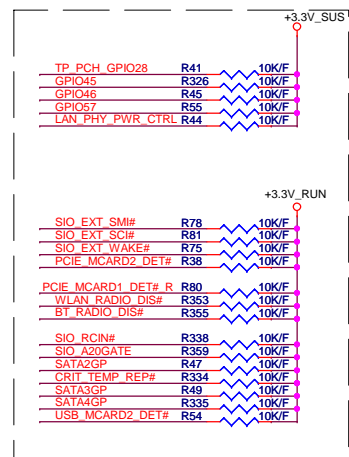 +3.3V_SUS
TP_PCH_GPIO28 R41 10K/F
GPIO45 R326 10K/F
GPIO46 R45 10K/F
GPIO57 R55 10K/F
LAN_PHY_PWR_CTRL R44 10K/F
+3.3V_RUN
SIO_EXT_SMI# R78 10K/F
SIO_EXT_SCI# R81 10K/F
SIO_EXT_WAKE# R75 10K/F
PCIE_MCARD2_DET# R38 10K/F
PCIE_MCARD1_DET#_R R80 10K/F
WLAN_RADIO_DIS# R353 10K/F
BT_RADIO_DIS# R355 10K/F
SIO_RCIN# R338 10K/F
SIO_A20GATE R359 10K/F
SATA2GP R47 10K/F
CRIT_TEMP_REP# R334 10K/F
SATA3GP R49 10K/F
SATA4GP R335 10K/F
USB_MCARD2_DET# R54 10K/F